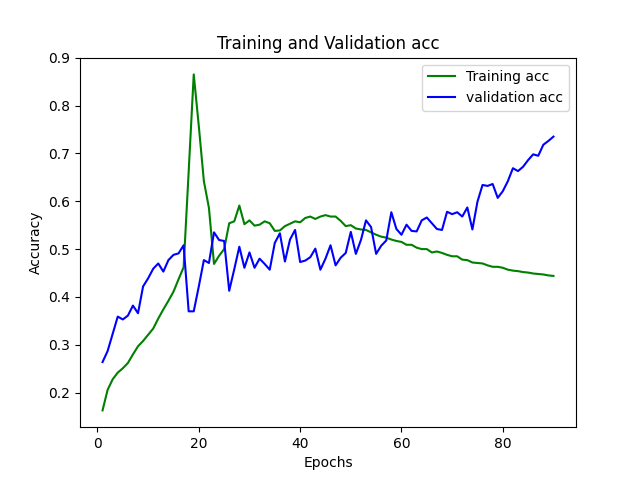 Training and Validation acc
Training acc
validation acc
Accuracy
0.9
0.8
0.7
0.6
0.5
0.4
0.3
0.2
0 20 40 60 80
Epochs